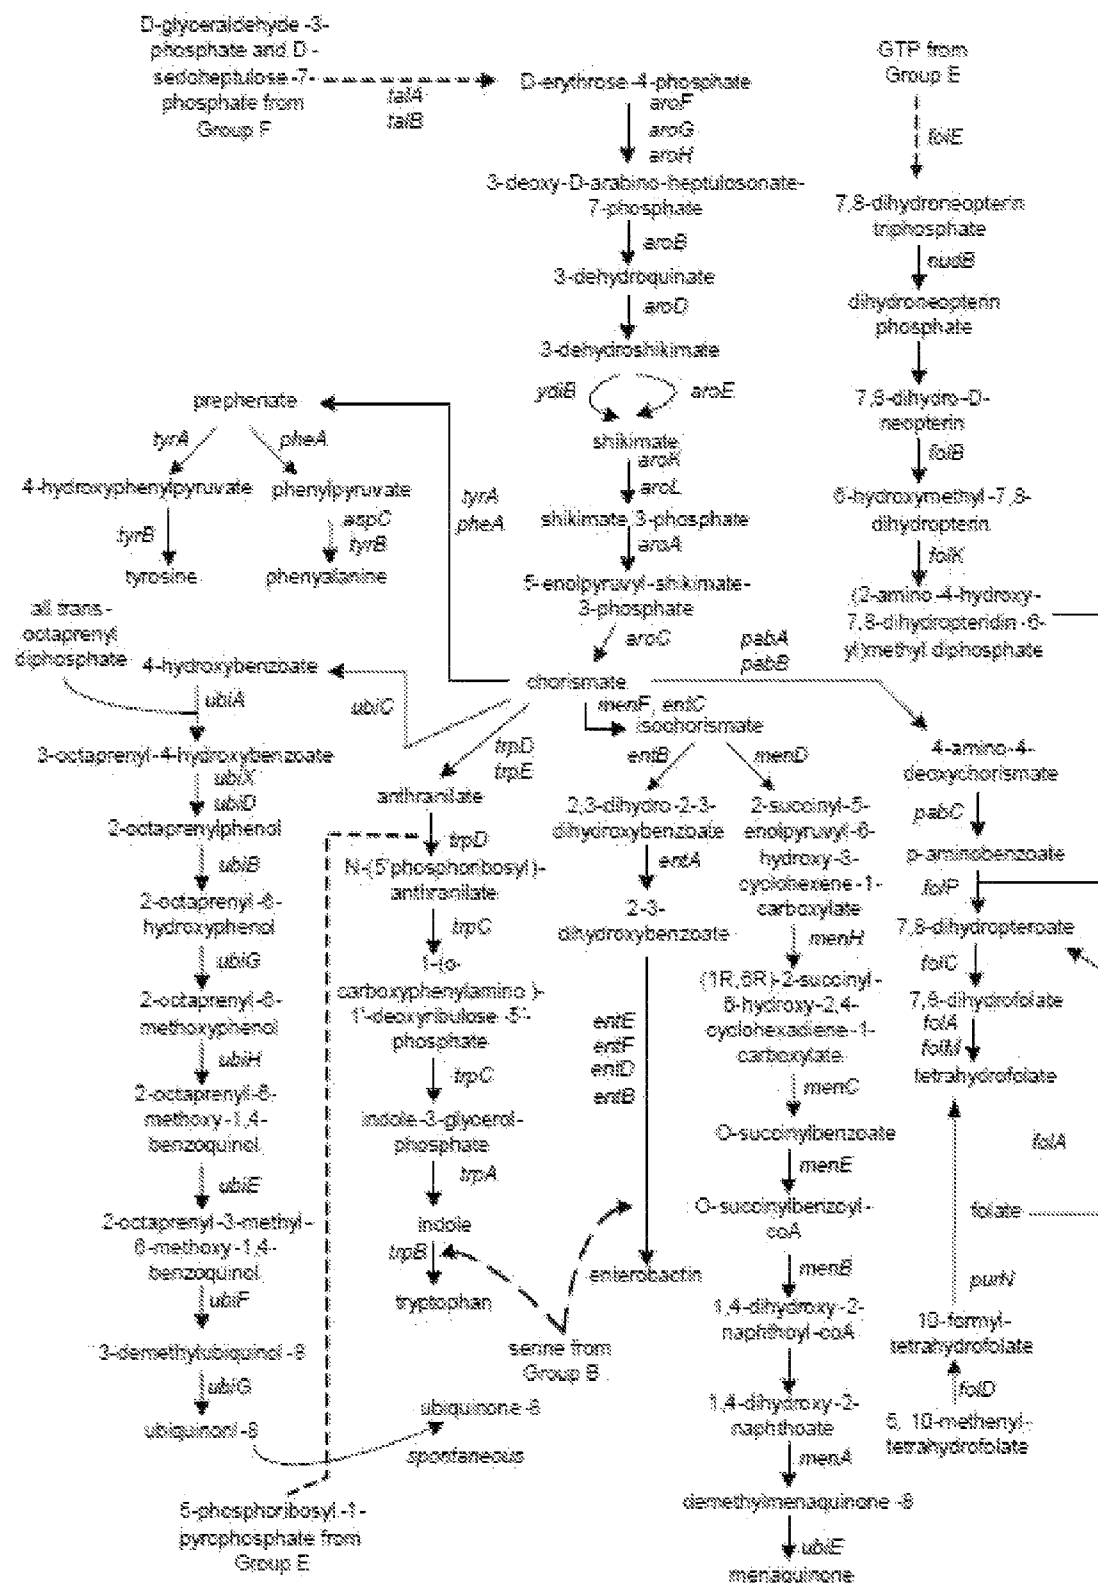 D-glyceraldehyde -3-
phosphate and D -
sedoheptulose -7-
phosphate from
Group F
talA
talB
D-erythrose-4-phosphate
aroF
aroG
aroH
3-deoxy-D-arabino-heptulosonate-
7-phosphate
aroB
3-dehydroquinate
aroD
3-dehydroshikimate
ydiB
aroE
shikimate
aroK
aroL
shikimate 3-phosphate
aroA
5-enolpyruvyl-shikimate-
3-phosphate
aroC
chorismate
GTP from
Group E
folE
7,8-dihydroneopterin
triphosphate
nudB
dihydroneopterin
phosphate
7,8-dihydro-D-
neopterin
folB
6-hydroxymethyl -7,8-
dihydropterin
folK
(2-amino-4-hydroxy-
7,8-dihydropteridin -6-
yl)methyl diphosphate
prephenate
tyrA
pheA
4-hydroxyphenylpyruvate
phenylpyruvate
tyrB
aspC
tyrB
tyrosine
phenyalanine
tyrA
pheA
all trans-
octaprenyl
diphosphate
4-hydroxybenzoate
ubiA
ubiC
3-octaprenyl-4-hydroxybenzoate
ubiX
ubiD
2-octaprenylphenol
ubiB
2-octaprenyl -6-
hydroxyphenol
ubiG
2-octaprenyl -6-
methoxyphenol
ubiH
2-octaprenyl-6-
methoxy-1,4-
benzoquinol
ubiE
2-octaprenyl -3-methyl -
6-methoxy -1,4-
benzoquinol
ubiF
3-demethylubiquinol -8
ubiG
ubiquinonl -8
ubiquinone -8
spontaneous
5-phosphoribosyl -1-
pyrophosphate from
Group E
trpD
trpE
anthranilate
trpD
N-(5'phosphoribosyl)-
anthranilate
trpC
1-(o-
carboxyphenylamino )-
1'-deoxyribulose -5'-
phosphate
trpC
indole-3-glycerol-
phosphate
trpA
indole
trpB
tryptophan
menF, entC
isochorismate
entB
menD
2,3-dihydro-2-3-
dihydroxybenzoate
entA
2-3-
dihydroxybenzoate
entE
entF
entD
entB
enterobactin
serine from
Group B
2-succinyl-5-
enolpyruvyl-6-
hydroxy-3-
cyclohexene-1-
carboxylate
menH
(1R,6R)-2-succinyl -
6-hydroxy-2,4-
cyclohexadiene-1-
carboxylate
menC
O-succinylbenzoate
menE
O-succinylbenzoyl-
coA
menB
1,4-dihydroxy-2-
naphthoyl-coA
1,4-dihydroxy-2-
naphthoate
menA
demethylmenaquinone -8
ubiE
menaquinone
pabA
pabB
4-amino-4-
deoxychorismate
pabC
p-aminobenzoate
folP
7,8-dihydropteroate
folC
7,8-dihydrofolate
folA
folM
tetrahydrofolate
folA
folate
purN
10-formyl-
tetrahydrofolate
folD
5, 10-methenyl-
tetrahydrofolate